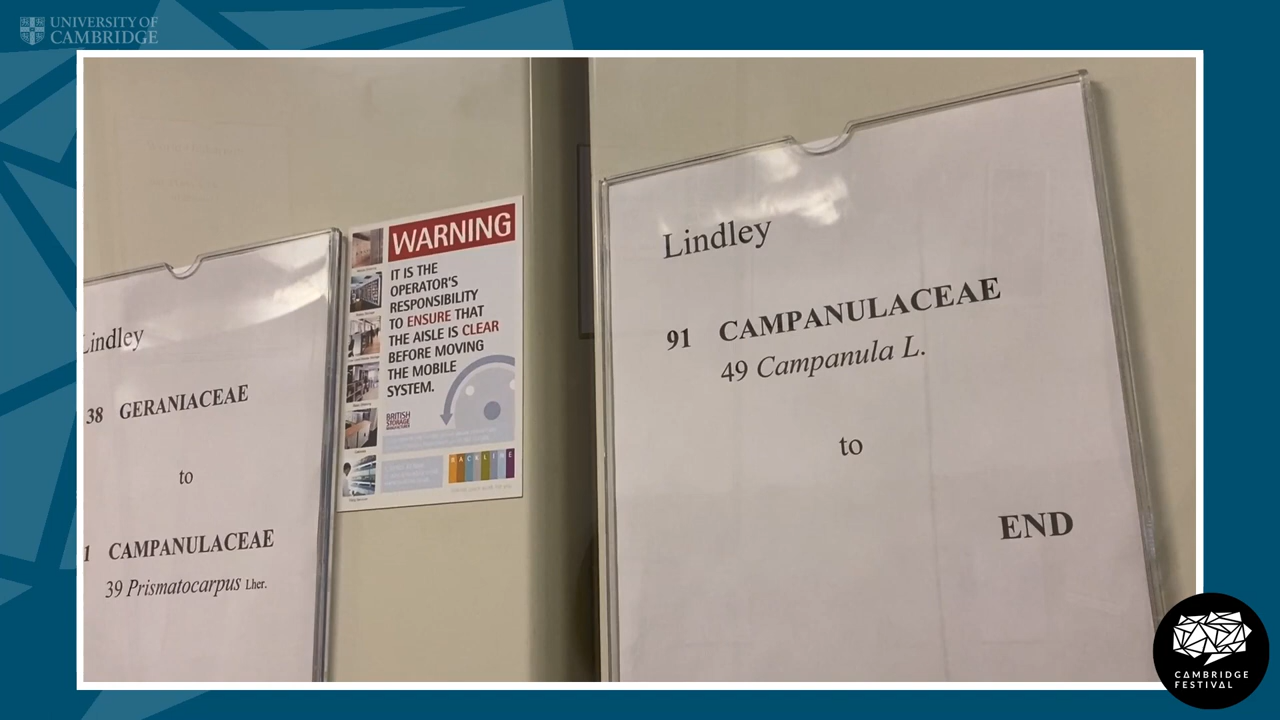 UNIVERSITY OF
CAMBRIDGE
Lindley
38 GERANIACEAE
to
1 CAMPANULACEAE
39 Prismatocarpus Lher.
WARNING
IT IS THE
OPERATOR'S
RESPONSIBILITY
TO ENSURE THAT
THE AISLE IS CLEAR
BEFORE MOVING
THE MOBILE
SYSTEM.
BRITISH
STORAGE
MANUFACTURER
BACKLINE
Lindley
91 CAMPANULACEAE
49 Campanula L.
to
END
CAMBRIDGE
FESTIVAL